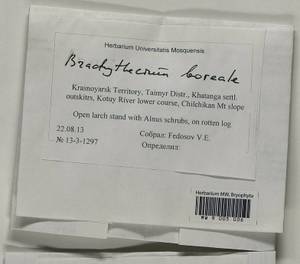 Herbarium Universitatis Mosquensis
Brachythecium boreale
Krasnoyarsk Territory, Taimyr Distr., Khatanga settl.
outskitrs, Kotuy River lower course, Chifchikan Mt slope
Open larch stand with Alnus schrubs, on rotten log
22.08.13 Собрал: Fedosov V.E.
№ 13-3-1297 Определил:
Herbarium MW, Bryophyta